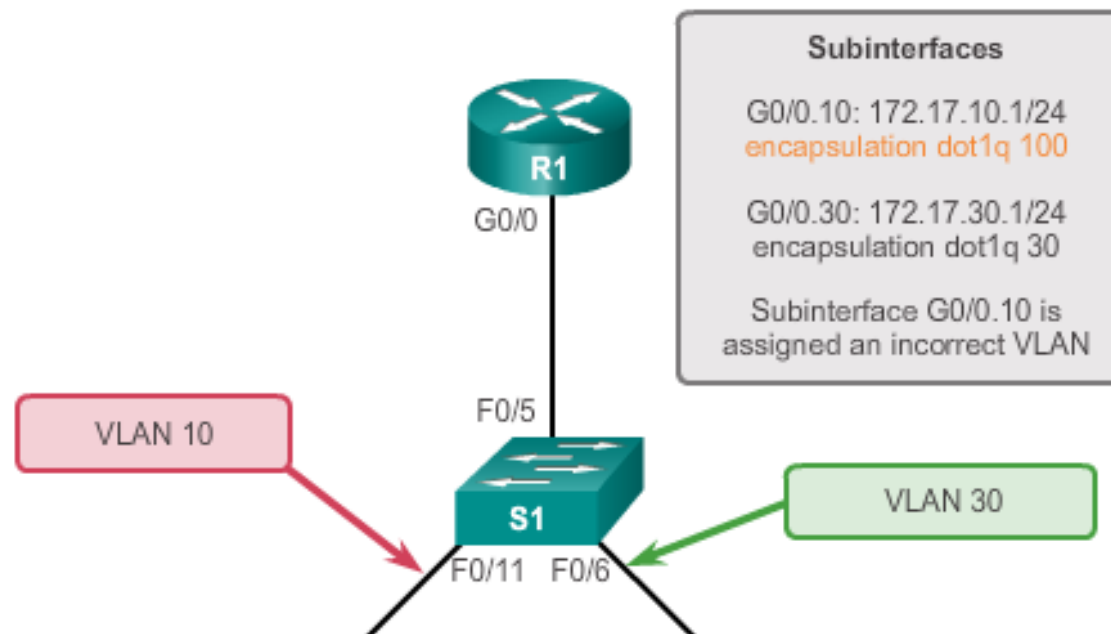 Subinterfaces
G0/0.10: 172.17.10.1/24
encapsulation dot1q 100
G0/0.30: 172.17.30.1/24
encapsulation dot1q 30
Subinterface G0/0.10 is
assigned an incorrect VLAN
R1
G0/0
F0/5
VLAN 10
VLAN 30
S1
F0/11
F0/6